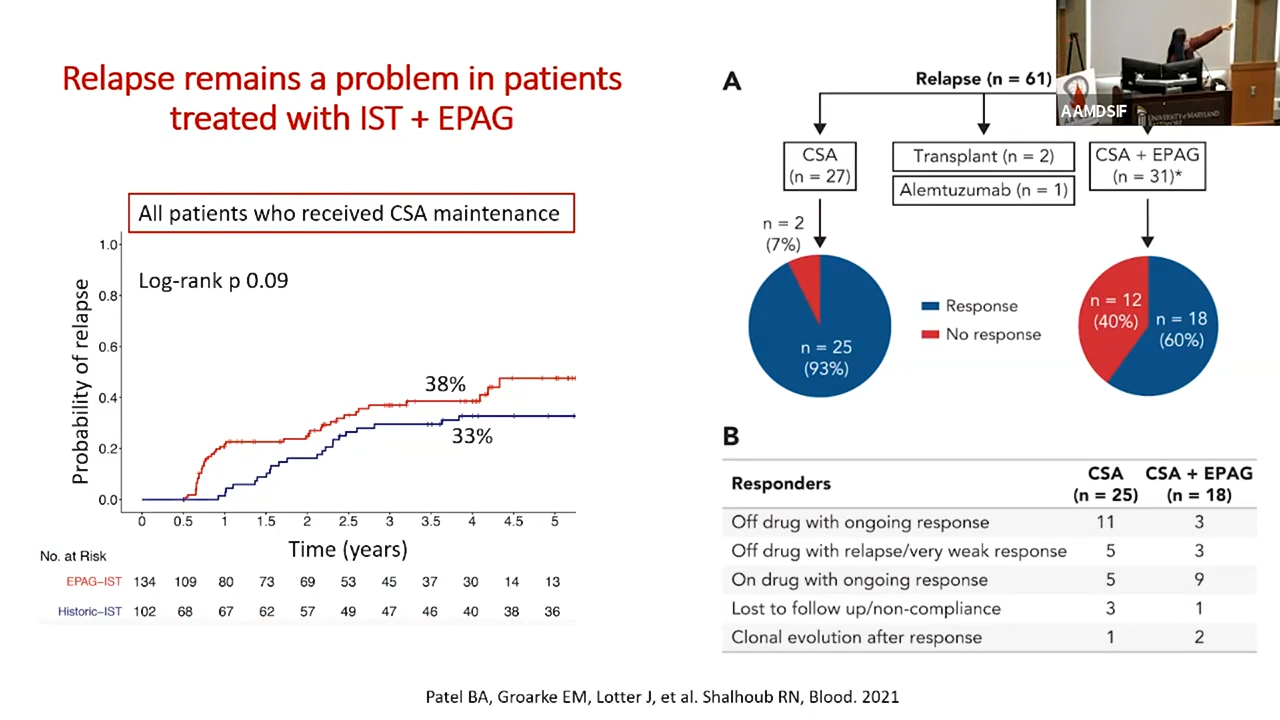 Relapse remains a problem in patients
treated with IST + EPAG
All patients who received CSA maintenance
Log-rank p 0.09
Probability of relapse
1.0
0.8
0.6
0.4
0.2
0.0
38%
33%
0 0.5 1 1.5 2 2.5 3 3.5 4 4.5 5
Time (years)
No. at Risk
EPAG-IST 134 109 80 73 69 53 45 37 30 14 13
Historic-IST 102 68 67 62 57 49 47 46 40 38 36
A
Relapse (n = 61)
CSA
(n = 27)
Transplant (n = 2)
Alemtuzumab (n = 1)
CSA + EPAG
(n = 31)*
n = 2
(7%)
n = 25
(93%)
Response
No response
n = 12
(40%)
n = 18
(60%)
B
Responders CSA (n = 25) CSA + EPAG (n = 18)
Off drug with ongoing response 11 3
Off drug with relapse/very weak response 5 3
On drug with ongoing response 5 9
Lost to follow up/non-compliance 3 1
Clonal evolution after response 1 2
Patel BA, Groarke EM, Lotter J, et al. Shalhoub RN, Blood. 2021
AAMDSIF
UNIVERSITY of MARYLAND
BALTIMORE